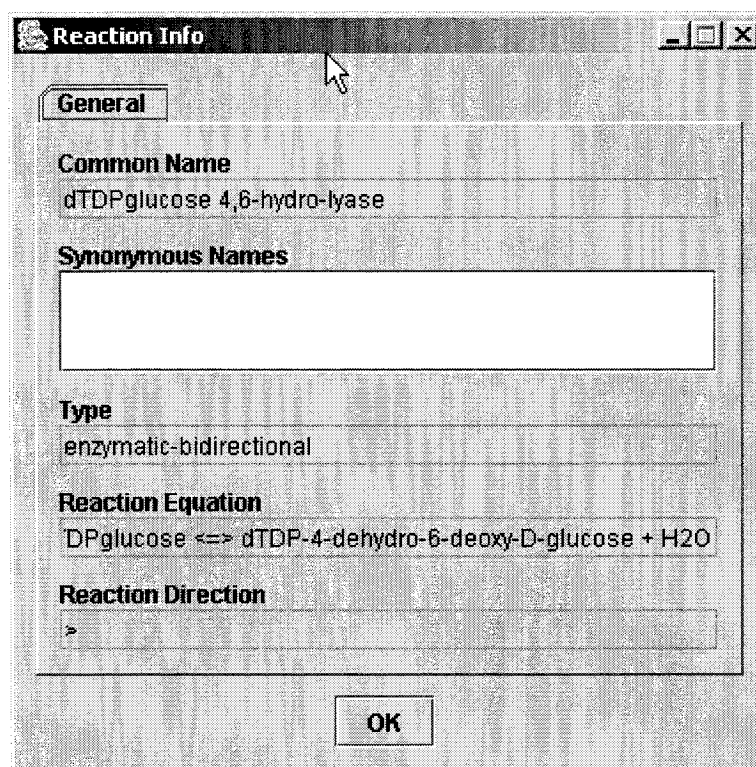 Reaction Info
General
Common Name
dTDPglucose 4,6-hydro-lyase
Synonymous Names
Type
enzymatic-bidirectional
Reaction Equation
DPglucose <=> dTDP-4-dehydro-6-deoxy-D-glucose + H2O
Reaction Direction
>
OK